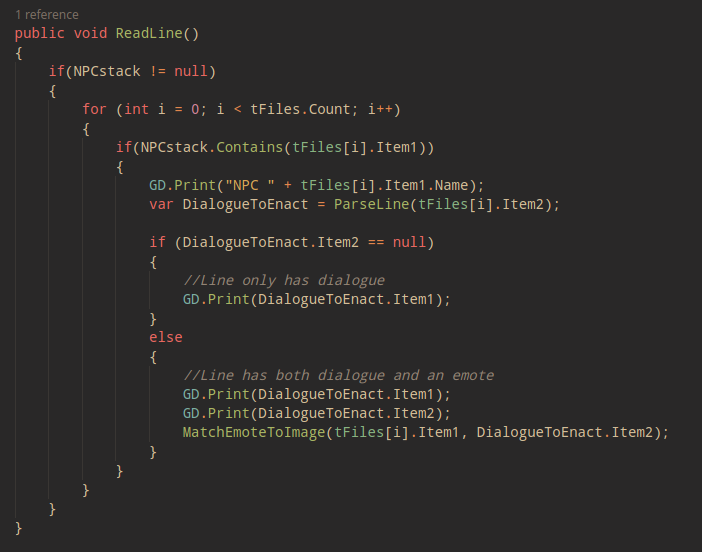 1 reference
public void ReadLine()
{
    if(NPCstack != null)
    {
        for (int i = 0; i < tFiles.Count; i++)
        {
            if(NPCstack.Contains(tFiles[i].Item1))
            {
                GD.Print("NPC " + tFiles[i].Item1.Name);
                var DialogueToEnact = ParseLine(tFiles[i].Item2);

                if (DialogueToEnact.Item2 == null)
                {
                    //Line only has dialogue
                    GD.Print(DialogueToEnact.Item1);
                }
                else
                {
                    //Line has both dialogue and an emote
                    GD.Print(DialogueToEnact.Item1);
                    GD.Print(DialogueToEnact.Item2);
                    MatchEmoteToImage(tFiles[i].Item1, DialogueToEnact.Item2);
                }
            }
        }
    }
}